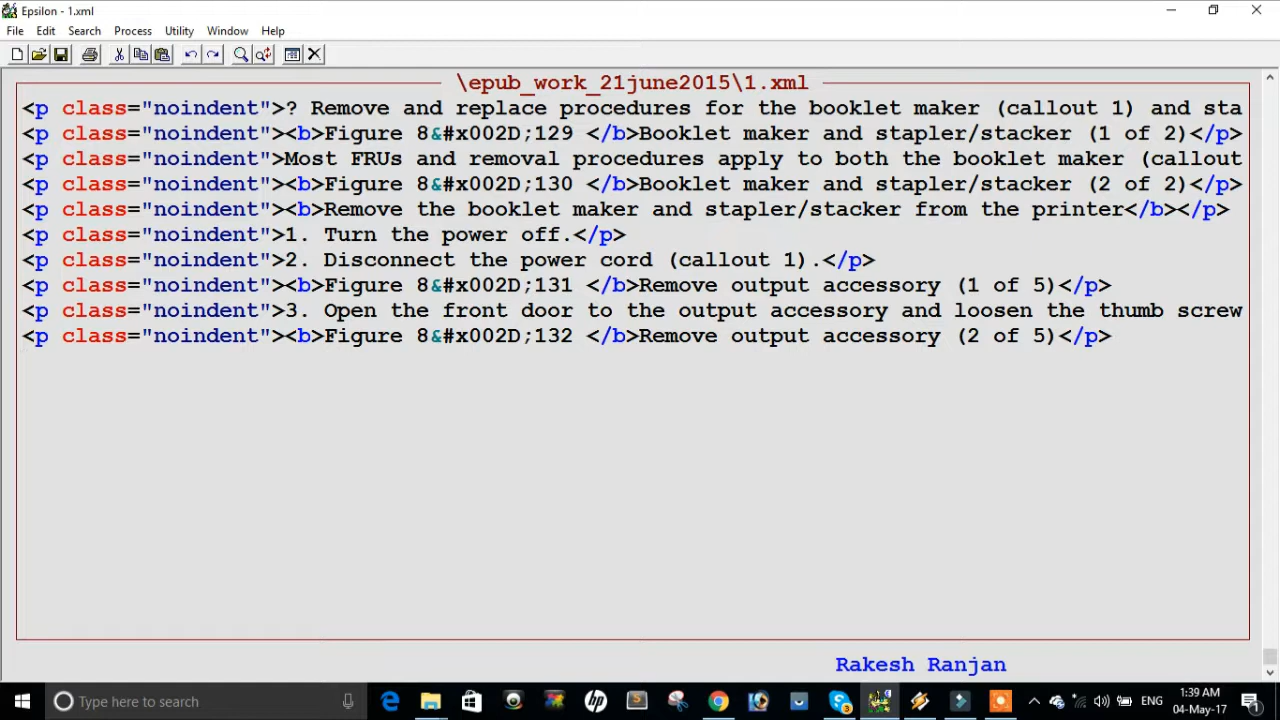 Epsilon - 1.xml
File Edit Search Process Utility Window Help
\epub_work_21june2015\1.xml
<p class="noindent">? Remove and replace procedures for the booklet maker (callout 1) and sta
<p class="noindent"><b>Figure 8&#x002D;129 </b>Booklet maker and stapler/stacker (1 of 2)</p>
<p class="noindent">Most FRUs and removal procedures apply to both the booklet maker (callout
<p class="noindent"><b>Figure 8&#x002D;130 </b>Booklet maker and stapler/stacker (2 of 2)</p>
<p class="noindent"><b>Remove the booklet maker and stapler/stacker from the printer</b></p>
<p class="noindent">1. Turn the power off.</p>
<p class="noindent">2. Disconnect the power cord (callout 1).</p>
<p class="noindent"><b>Figure 8&#x002D;131 </b>Remove output accessory (1 of 5)</p>
<p class="noindent">3. Open the front door to the output accessory and loosen the thumb screw
<p class="noindent"><b>Figure 8&#x002D;132 </b>Remove output accessory (2 of 5)</p>
Rakesh Ranjan
Type here to search
ENG
1:39 AM
04-May-17